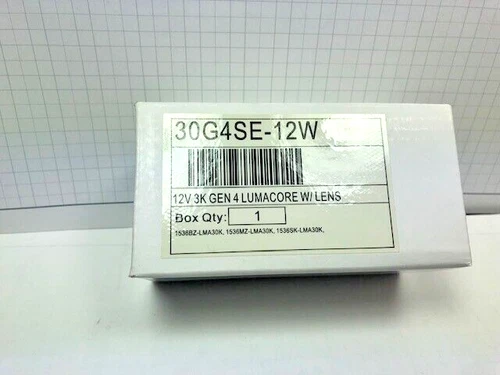 30G4SE-12W
12V 3K GEN 4 LUMACORE W/ LENS
Box Qty: 1
1536BZ-LMA30K, 1536MZ-LMA30K, 1536SK-LMA30K,